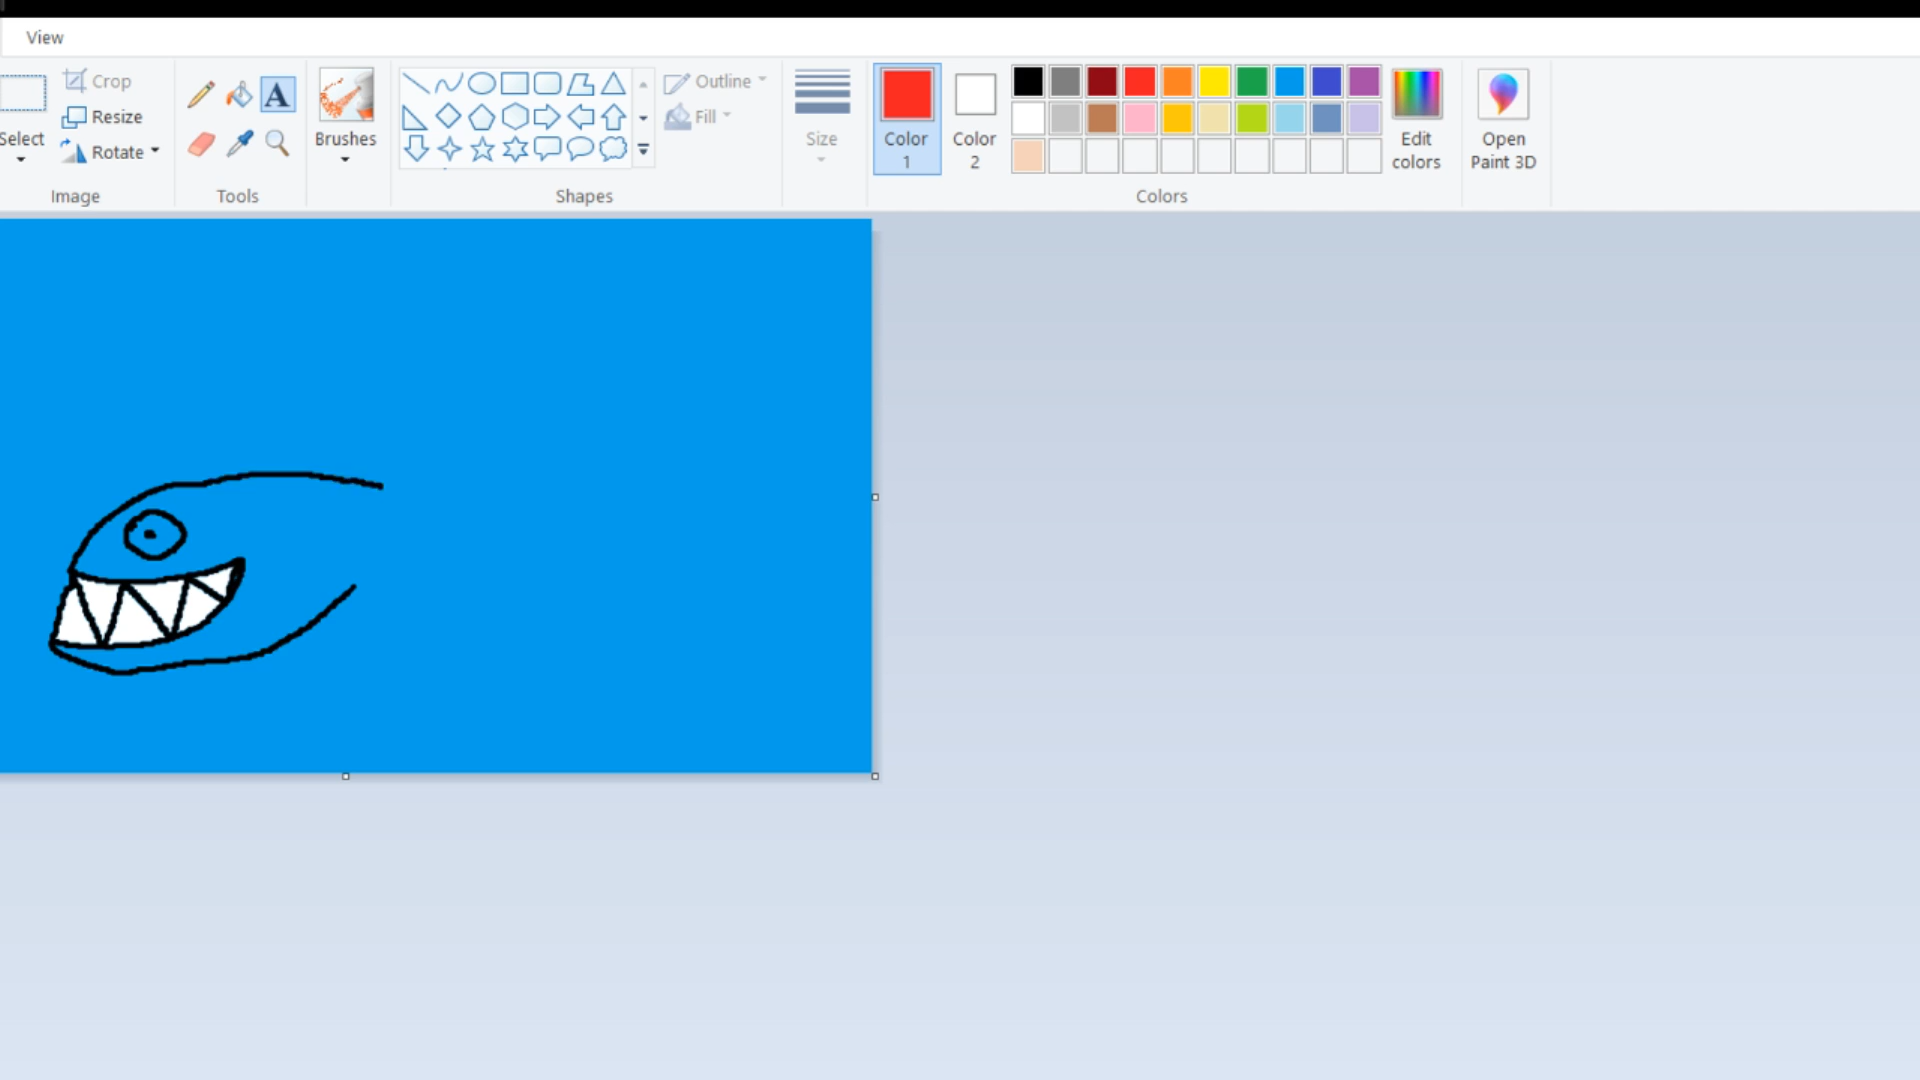 View
Crop
Resize
Select
Rotate
Image
A
Tools
Brushes
Shapes
Outline
Fill
Size
Color
1
Color
2
Colors
Edit
colors
Open
Paint 3D